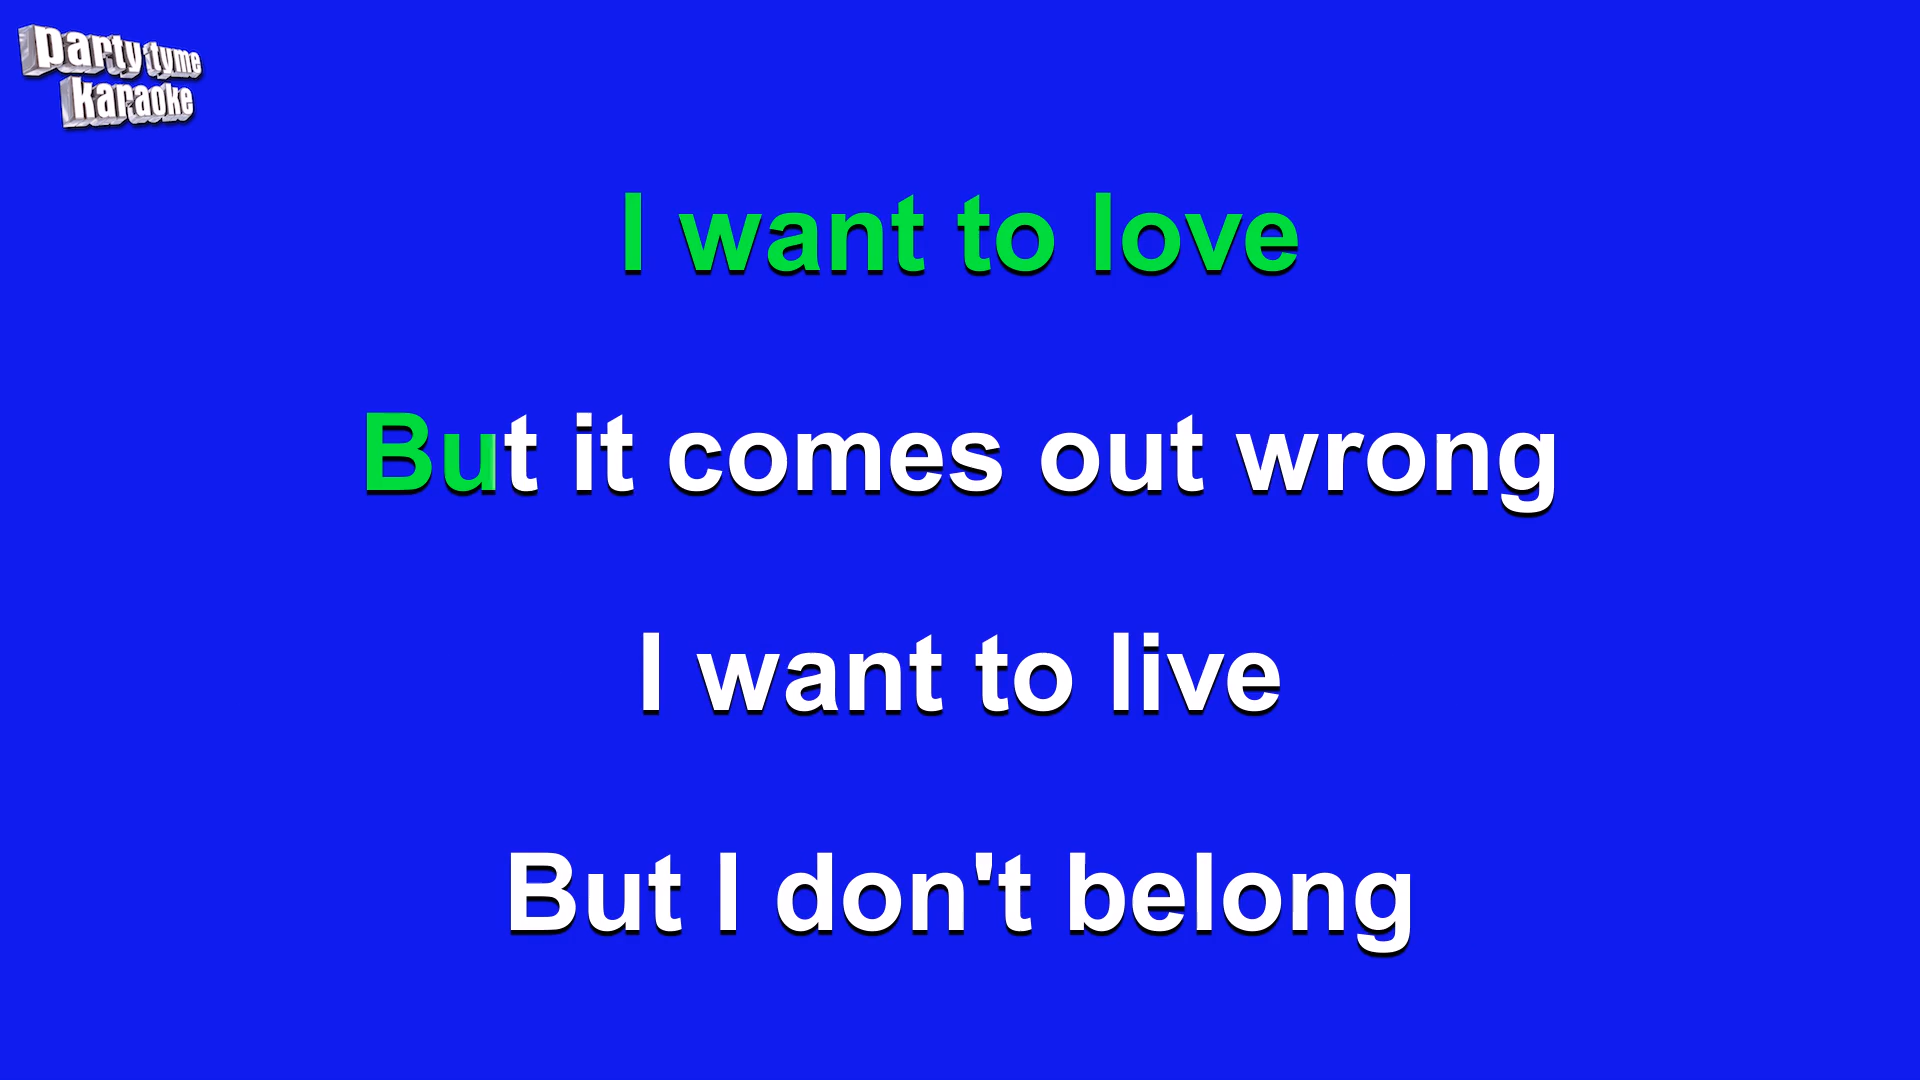 party tyme
karaoke
I want to love
But it comes out wrong
I want to live
But I don't belong